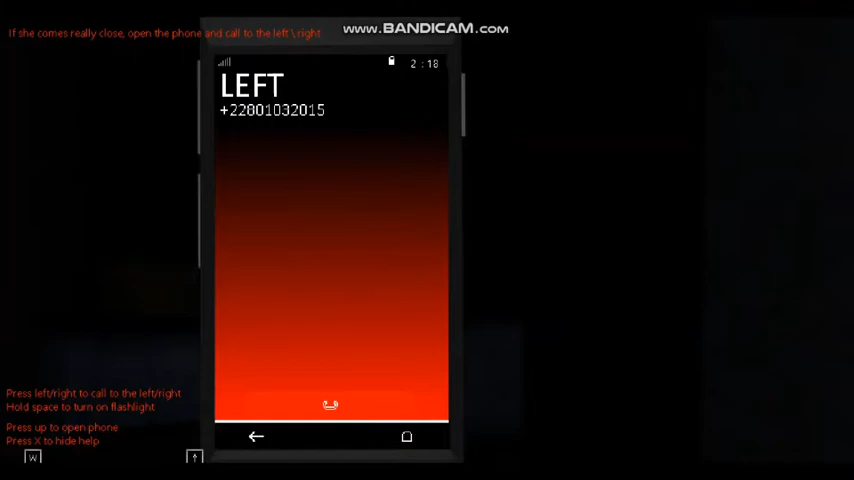 www.BANDICAM.com
If she comes really close, open the phone and call to the left \ right
2 : 18
LEFT
+22801032015
Press left/right to call to the left/right
Hold space to turn on flashlight
Press up to open phone
Press X to hide help
W